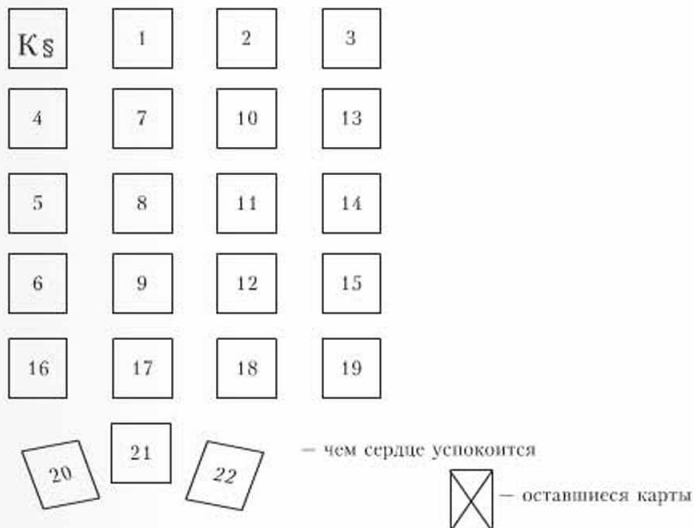 К§ 1 2 3
4 7 10 13
5 8 11 14
6 9 12 15
16 17 18 19
20 21 22 — чем сердце успокоится
— оставшиеся карты